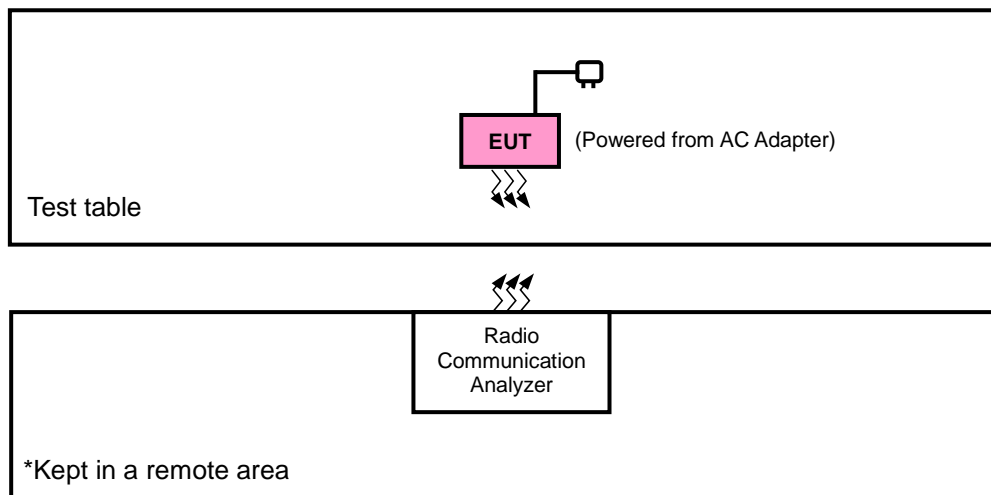 EUT
(Powered from AC Adapter)
Test table
Radio
Communication
Analyzer
*Kept in a remote area